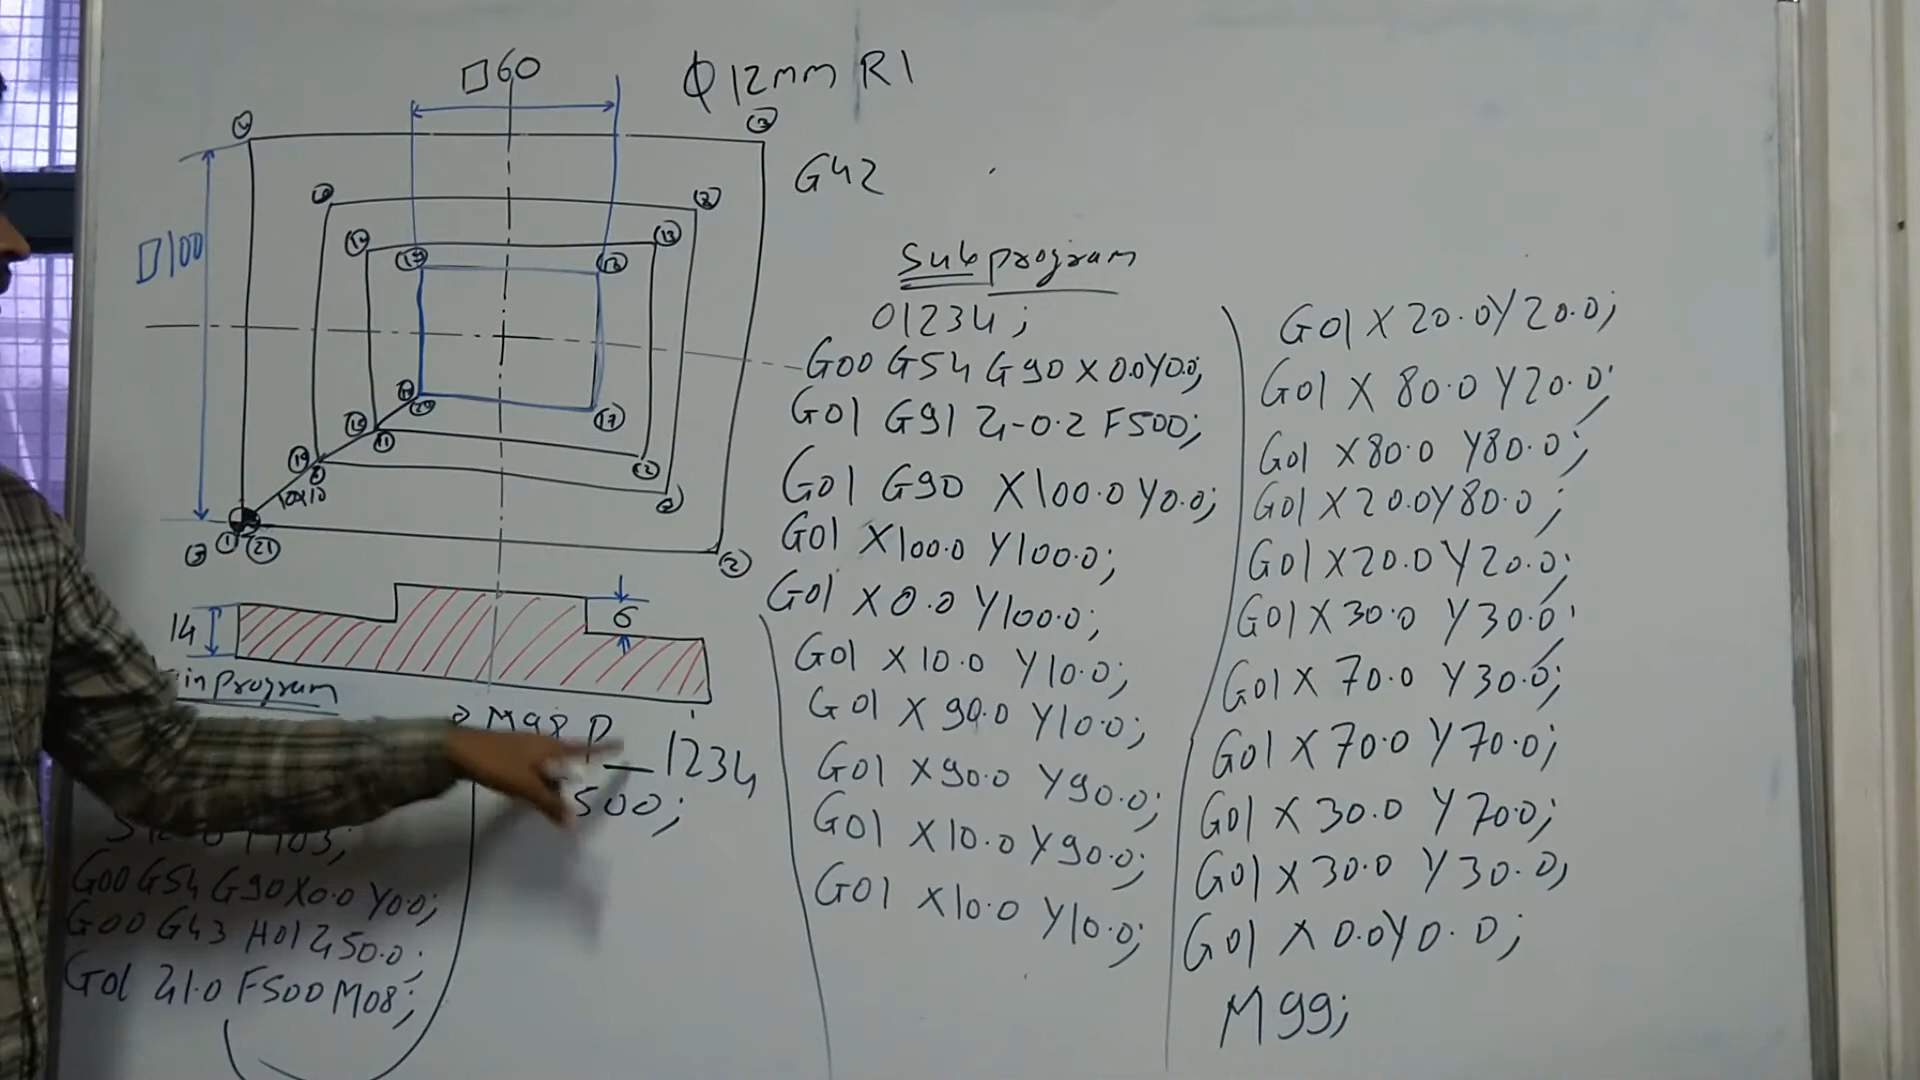 □60
Φ12mm R1
G42
□100
10x10
14
6
in program
M98 P_1234
500;
G00 G54 G90 X0.0 Y0.0;
G00 G43 H01 Z50.0;
G01 Z1.0 F500 M08;
Subprogram
O1234;
G00 G54 G90 X0.0 Y0.0;
G01 G91 Z-0.2 F500;
G01 G90 X100.0 Y0.0;
G01 X100.0 Y100.0;
G01 X0.0 Y100.0;
G01 X10.0 Y10.0;
G01 X90.0 Y10.0;
G01 X90.0 Y90.0;
G01 X10.0 Y90.0;
G01 X10.0 Y10.0;
G01 X20.0 Y20.0;
G01 X80.0 Y20.0;
G01 X80.0 Y80.0;
G01 X20.0 Y80.0;
G01 X20.0 Y20.0;
G01 X30.0 Y30.0;
G01 X70.0 Y30.0;
G01 X70.0 Y70.0;
G01 X30.0 Y70.0;
G01 X30.0 Y30.0;
G01 X0.0 Y0.0;
M99;